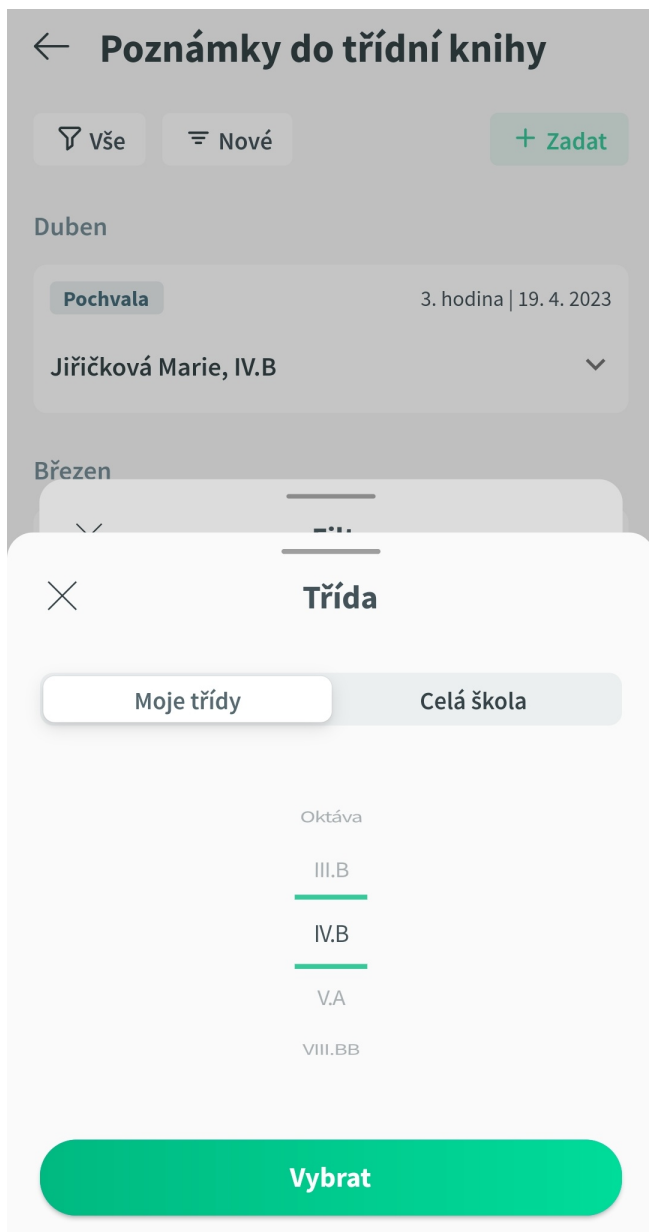 Poznámky do třídní knihy
Vše
Nové
+ Zadat
Duben
Pochvala
3. hodina | 19. 4. 2023
Jiřičková Marie, IV.B
Březen
Třída
Moje třídy
Celá škola
Oktáva
III.B
IV.B
V.A
VIII.BB
Vybrat